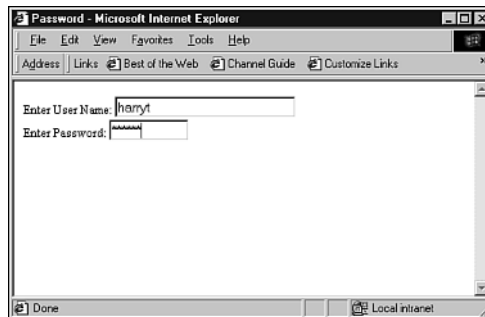 Password - Microsoft Internet Explorer
File Edit View Favorites Tools Help
Address Links Best of the Web Channel Guide Customize Links »
Enter User Name: harryt
Enter Password: ******
Done Local intranet